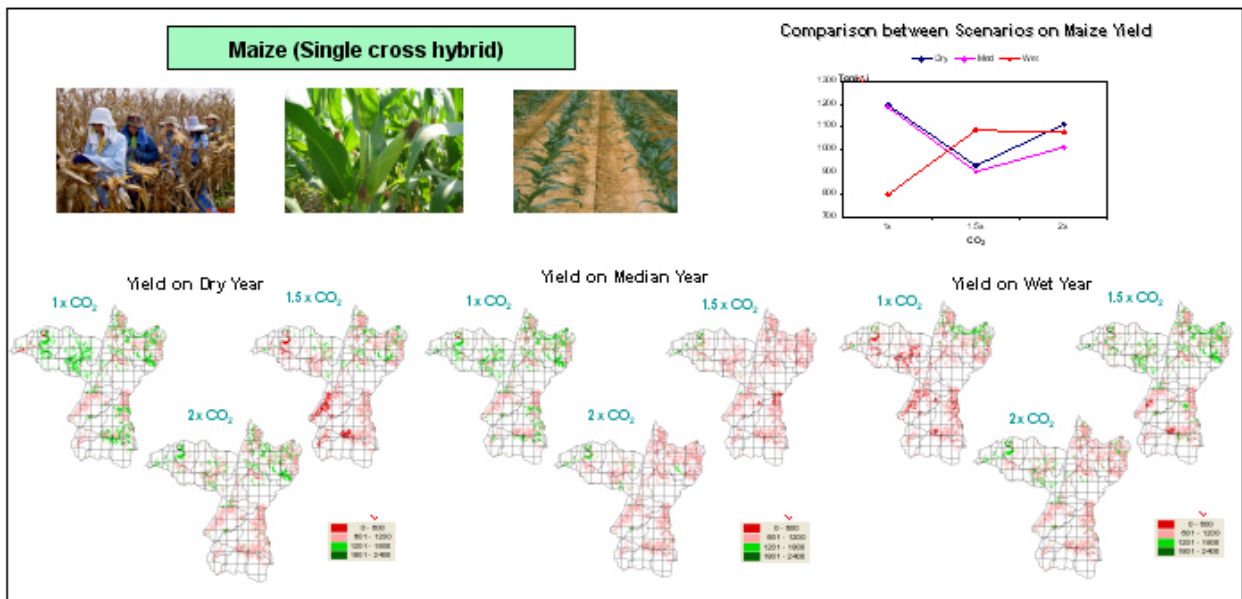 Maize (Single cross hybrid)
Comparison between Scenarios on Maize Yield
Dry Med Wet
1300
1200
1100
1000
900
800
700
1x 1.5x 2x
CO2
Yield on Dry Year
1 x CO2
1.5 x CO2
2 x CO2
0 - 600
601 - 1200
1201 - 1800
1801 - 2400
Yield on Median Year
1 x CO2
1.5 x CO2
2 x CO2
0 - 600
601 - 1200
1201 - 1800
1801 - 2400
Yield on Wet Year
1 x CO2
1.5 x CO2
2 x CO2
0 - 600
601 - 1200
1201 - 1800
1801 - 2400